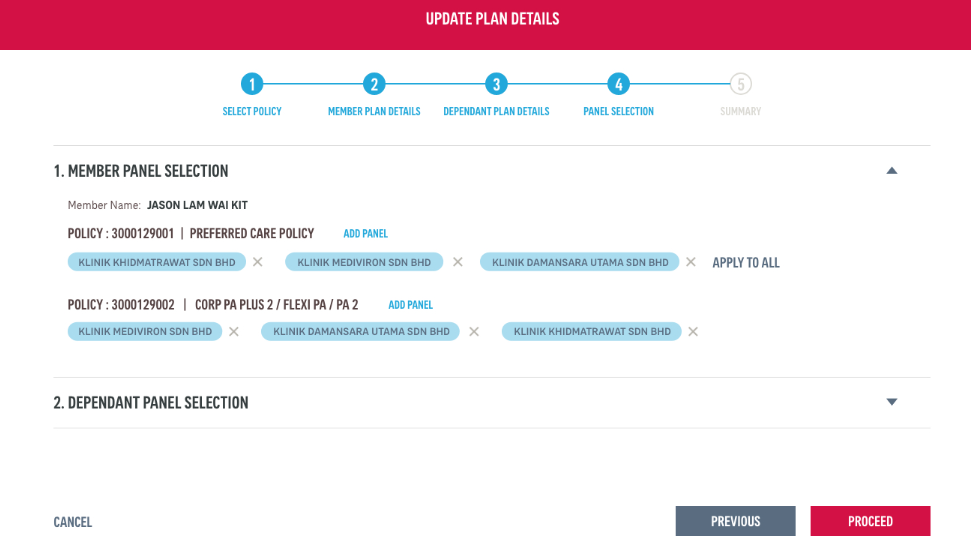 UPDATE PLAN DETAILS
1 2 3 4 5
SELECT POLICY MEMBER PLAN DETAILS DEPENDANT PLAN DETAILS PANEL SELECTION SUMMARY
1. MEMBER PANEL SELECTION
Member Name: JASON LAM WAI KIT
POLICY : 3000129001 | PREFERRED CARE POLICY ADD PANEL
KLINIK KHIDMATRAWAT SDN BHD KLINIK MEDIVIRON SDN BHD KLINIK DAMANSARA UTAMA SDN BHD APPLY TO ALL
POLICY : 3000129002 | CORP PA PLUS 2 / FLEXI PA / PA 2 ADD PANEL
KLINIK MEDIVIRON SDN BHD KLINIK DAMANSARA UTAMA SDN BHD KLINIK KHIDMATRAWAT SDN BHD
2. DEPENDANT PANEL SELECTION
CANCEL PREVIOUS PROCEED